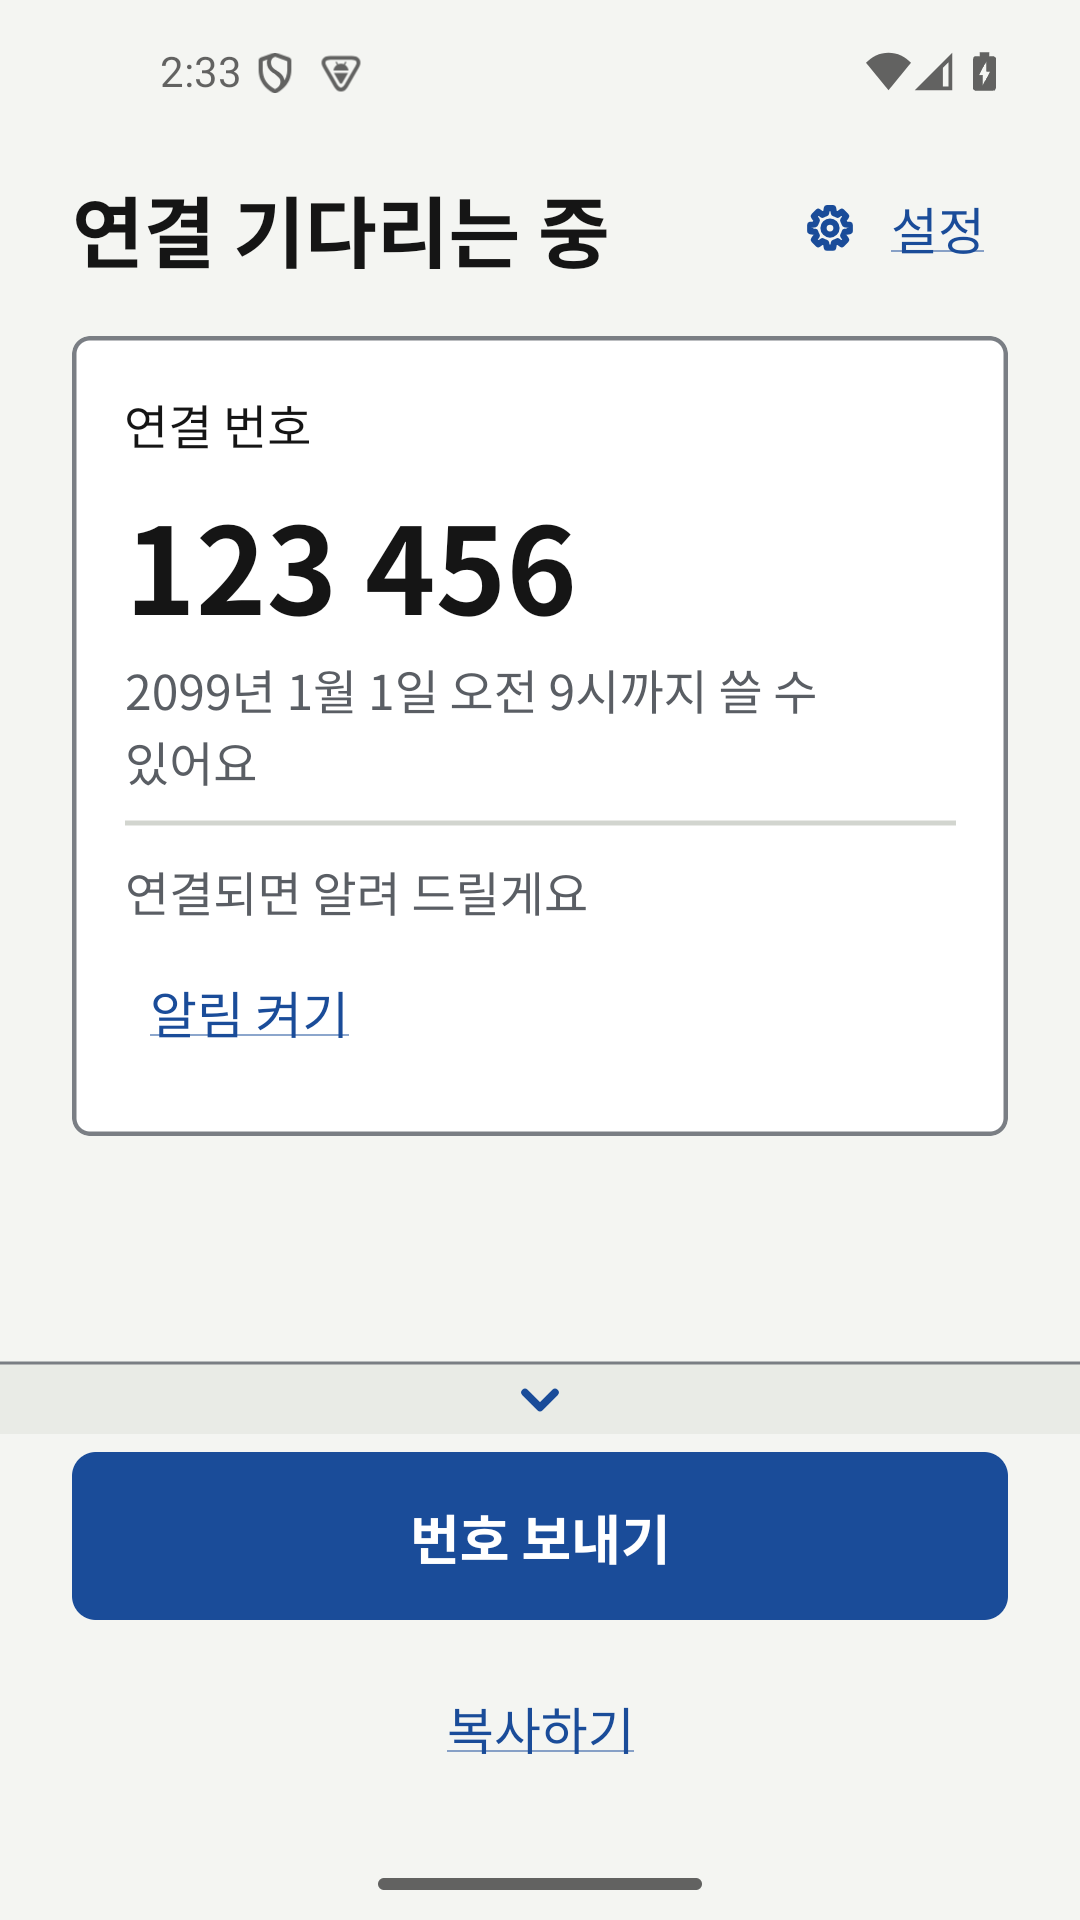 2:33
연결 기다리는 중
설정
연결 번호
123 456
2099년 1월 1일 오전 9시까지 쓸 수
있어요
연결되면 알려 드릴게요
알림 켜기
번호 보내기
복사하기